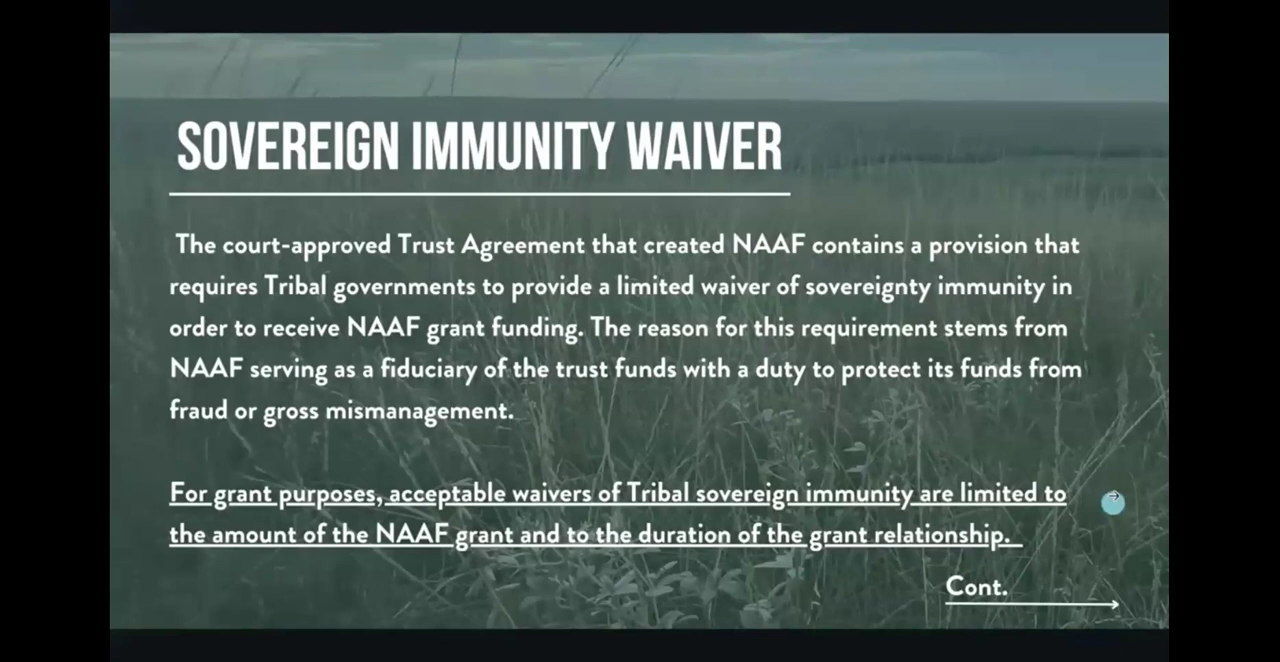 SOVEREIGN IMMUNITY WAIVER
The court-approved Trust Agreement that created NAAF contains a provision that
requires Tribal governments to provide a limited waiver of sovereignty immunity in
order to receive NAAF grant funding. The reason for this requirement stems from
NAAF serving as a fiduciary of the trust funds with a duty to protect its funds from
fraud or gross mismanagement.
For grant purposes, acceptable waivers of Tribal sovereign immunity are limited to
the amount of the NAAF grant and to the duration of the grant relationship.
Cont.